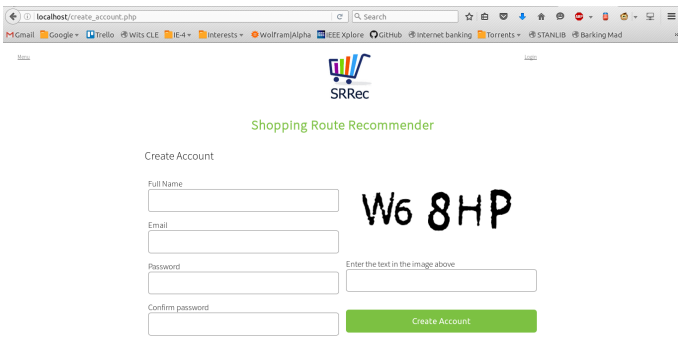 localhost/create_account.php
Search
Gmail Google Trello Wits CLE IE-4 Interests Wolfram|Alpha IEEE Xplore GitHub Internet banking Torrents STANLIB Barking Mad
Menu
Login
SRRec
Shopping Route Recommender
Create Account
Full Name
W6 8HP
Email
Password
Enter the text in the image above
Confirm password
Create Account